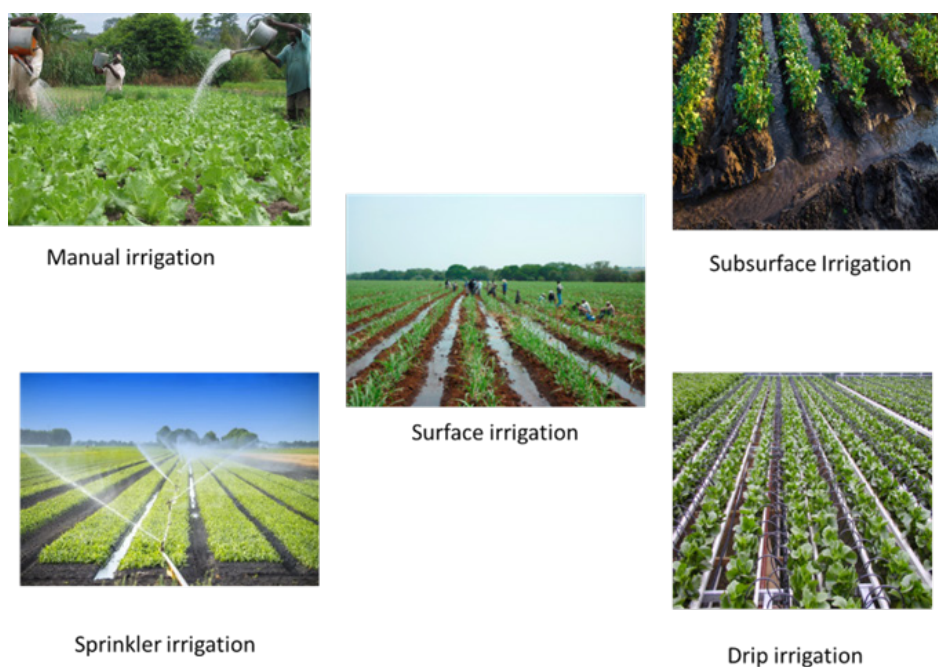 Manual irrigation
Subsurface Irrigation
Surface irrigation
Sprinkler irrigation
Drip irrigation